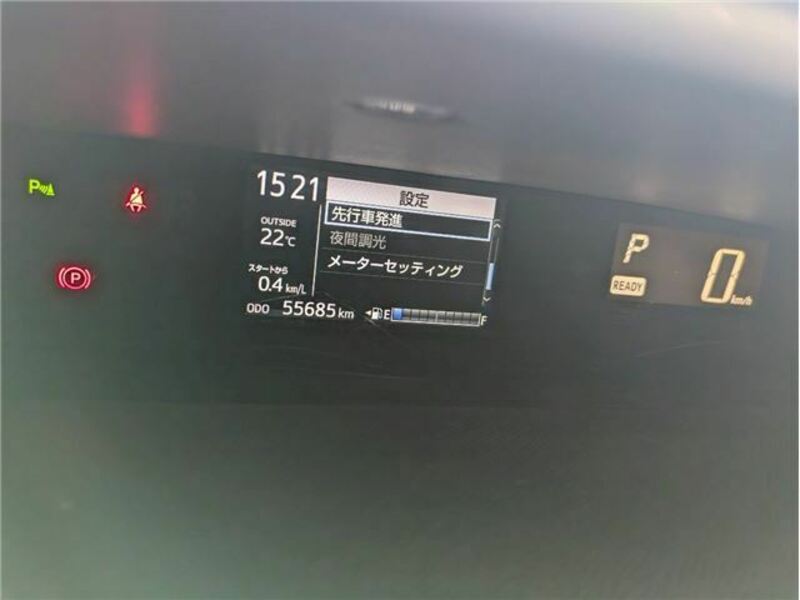 15 21
設定
先行車発進
夜間調光
メーターセッティング
OUTSIDE
22℃
スタートから
0.4 km/L
ODO 55685 km
E
F
P
(P)
P
READY
0
km/h